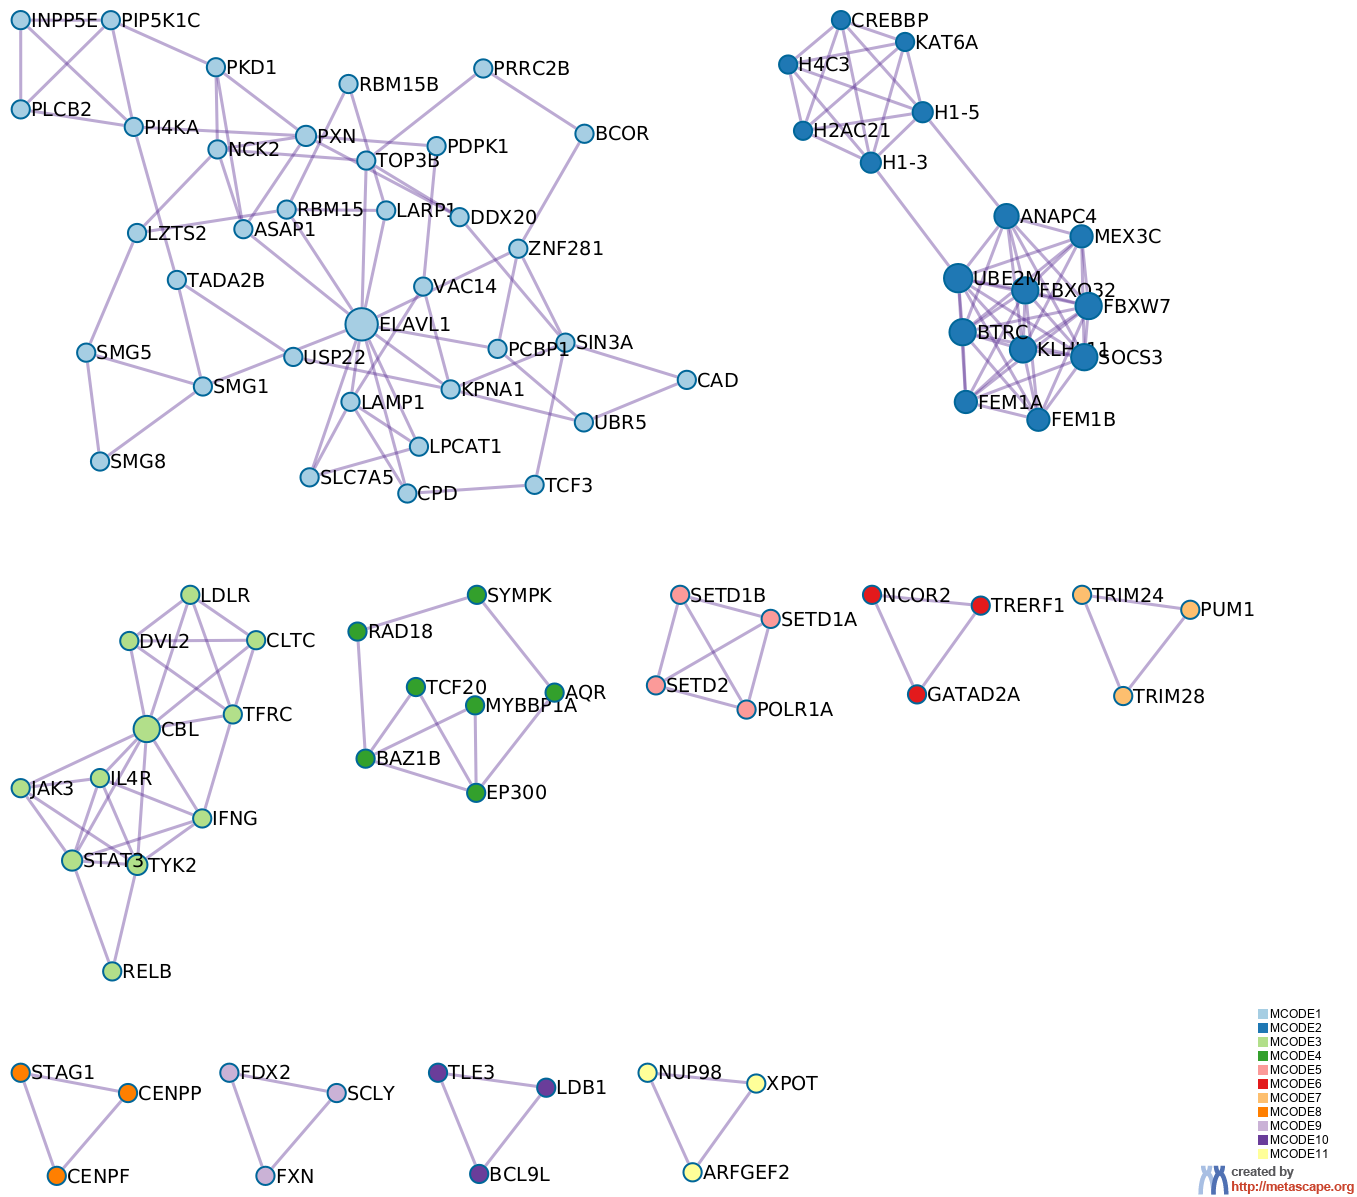 INPP5E
PIP5K1C
PKD1
RBM15B
PRRC2B
PLCB2
PI4KA
NCK2
PXN
TOP3B
PDPK1
BCOR
RBM15
LARP1
DDX20
LZTS2
ASAP1
ZNF281
TADA2B
VAC14
ELAVL1
SMG5
USP22
PCBP1
SIN3A
SMG1
LAMP1
KPNA1
CAD
UBR5
LPCAT1
SMG8
SLC7A5
CPD
TCF3
CREBBP
KAT6A
H4C3
H1-5
H2AC21
H1-3
ANAPC4
MEX3C
UBE2M
FBXO32
FBXW7
BTRC
KLHL11
SOCS3
FEM1A
FEM1B
LDLR
DVL2
CLTC
CBL
TFRC
JAK3
IL4R
IFNG
STAT3
TYK2
RELB
SYMPK
RAD18
TCF20
MYBBP1A
AQR
BAZ1B
EP300
SETD1B
SETD1A
SETD2
POLR1A
NCOR2
TRERF1
GATAD2A
TRIM24
PUM1
TRIM28
STAG1
CENPP
CENPF
FDX2
SCLY
FXN
TLE3
LDB1
BCL9L
NUP98
XPOT
ARFGEF2
MCODE1
MCODE2
MCODE3
MCODE4
MCODE5
MCODE6
MCODE7
MCODE8
MCODE9
MCODE10
MCODE11
created by
http://metascape.org